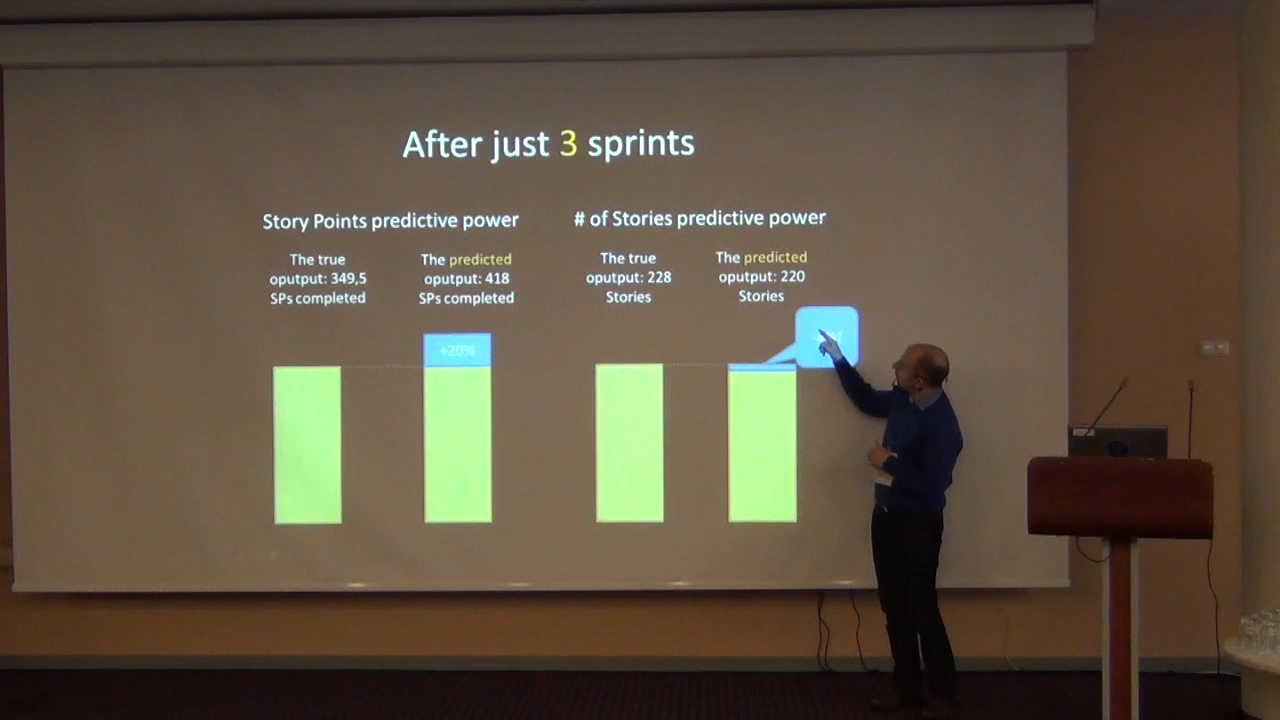 After just 3 sprints
Story Points predictive power
The true
oputput: 349,5
SPs completed
The predicted
oputput: 418
SPs completed
+20%
# of Stories predictive power
The true
oputput: 228
Stories
The predicted
oputput: 220
Stories